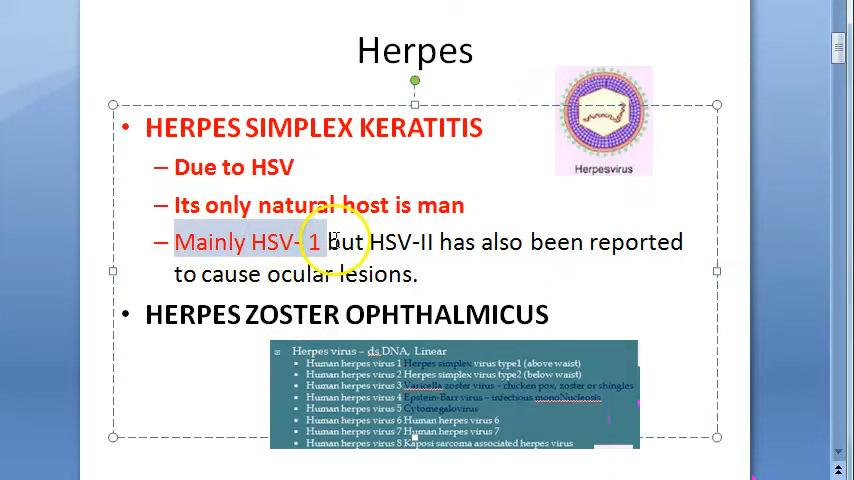 Herpes
Herpesvirus
• HERPES SIMPLEX KERATITIS
– Due to HSV
– Its only natural host is man
– Mainly HSV- 1 but HSV-II has also been reported
to cause ocular lesions.
• HERPES ZOSTER OPHTHALMICUS
Herpes virus – ds DNA, Linear
• Human herpes virus 1 Herpes simplex virus type1 (above waist)
• Human herpes virus 2 Herpes simplex virus type2 (below waist)
• Human herpes virus 3 Varicella zoster virus – chicken pox, zoster or shingles
• Human herpes virus 4 Epstein-Barr virus – infectious monoNucleosis
• Human herpes virus 5 Cytomegalovirus
• Human herpes virus 6 Human herpes virus 6
• Human herpes virus 7 Human herpes virus 7
• Human herpes virus 8 Kaposi sarcoma associated herpes virus